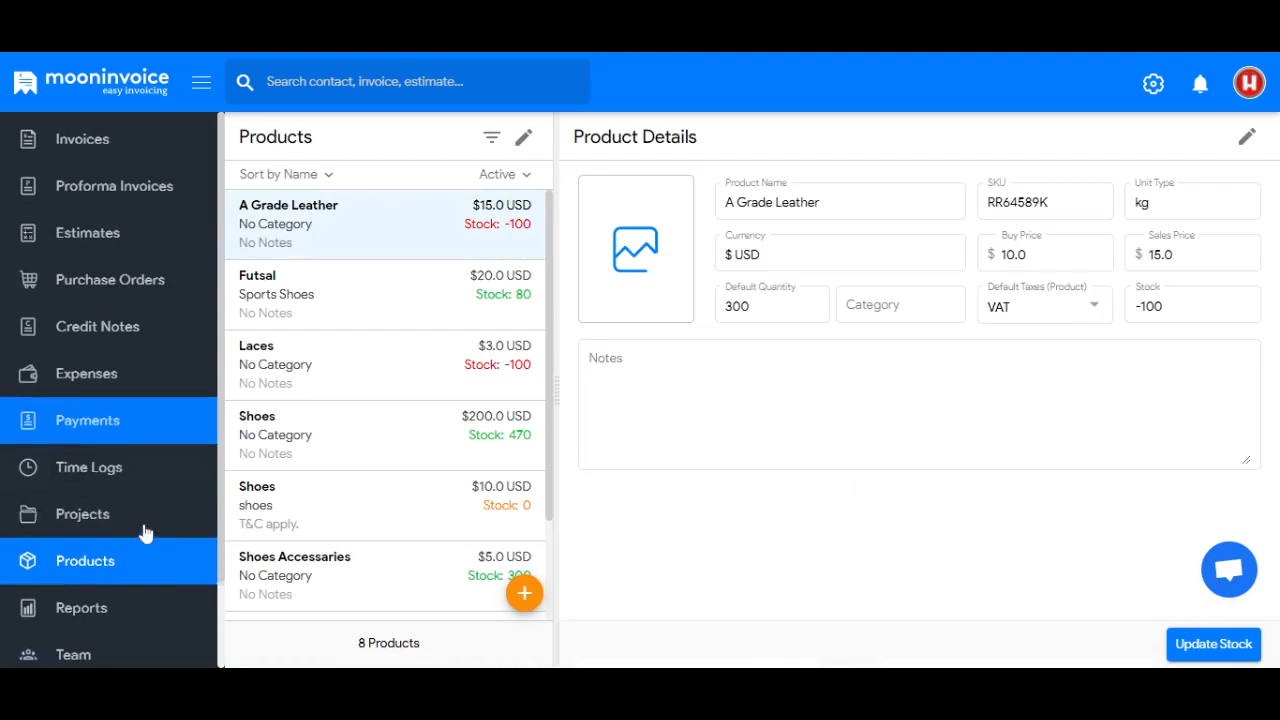 mooninvoice
easy invoicing
Search contact, invoice, estimate...
H
Invoices
Proforma Invoices
Estimates
Purchase Orders
Credit Notes
Expenses
Payments
Time Logs
Projects
Products
Reports
Team
Products
Sort by Name
Active
A Grade Leather $15.0 USD
No Category Stock: -100
No Notes
Futsal $20.0 USD
Sports Shoes Stock: 80
No Notes
Laces $3.0 USD
No Category Stock: -100
No Notes
Shoes $200.0 USD
No Category Stock: 470
No Notes
Shoes $10.0 USD
shoes Stock: 0
T&C apply.
Shoes Accessaries $5.0 USD
No Category Stock: 300
No Notes
+
8 Products
Product Details
Product Name
A Grade Leather
SKU
RR64589K
Unit Type
kg
Currency
$ USD
Buy Price
$ 10.0
Sales Price
$ 15.0
Default Quantity
300
Category
Default Taxes (Product)
VAT
Stock
-100
Notes
Update Stock